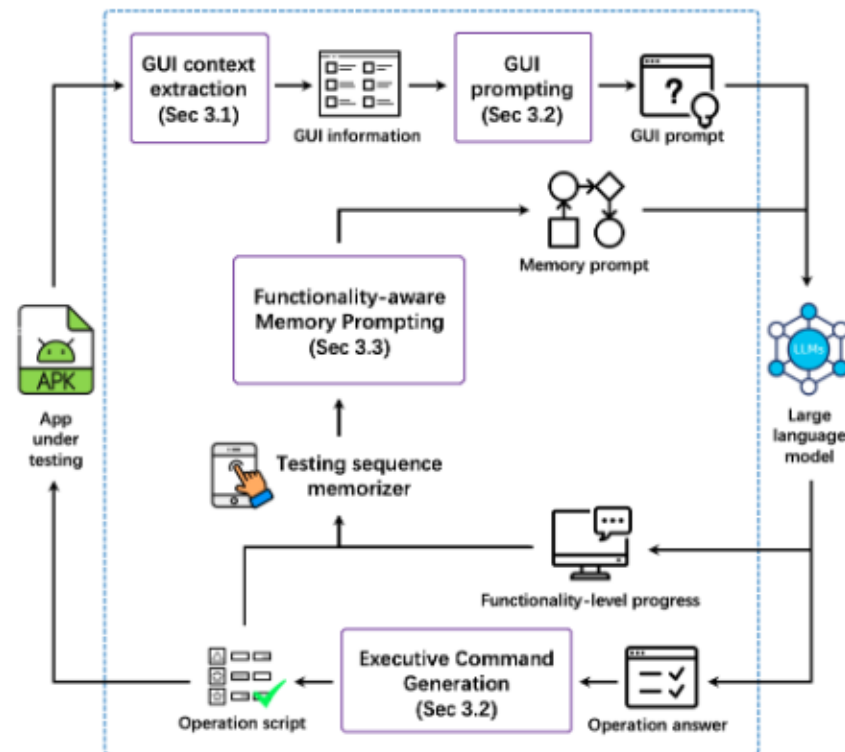 GUI context
extraction
(Sec 3.1)
GUI information
GUI
prompting
(Sec 3.2)
?
GUI prompt
Memory prompt
Functionality-aware
Memory Prompting
(Sec 3.3)
APK
App
under
testing
LLMs
Large
language
model
Testing sequence
memorizer
Functionality-level progress
Operation script
Executive Command
Generation
(Sec 3.2)
Operation answer